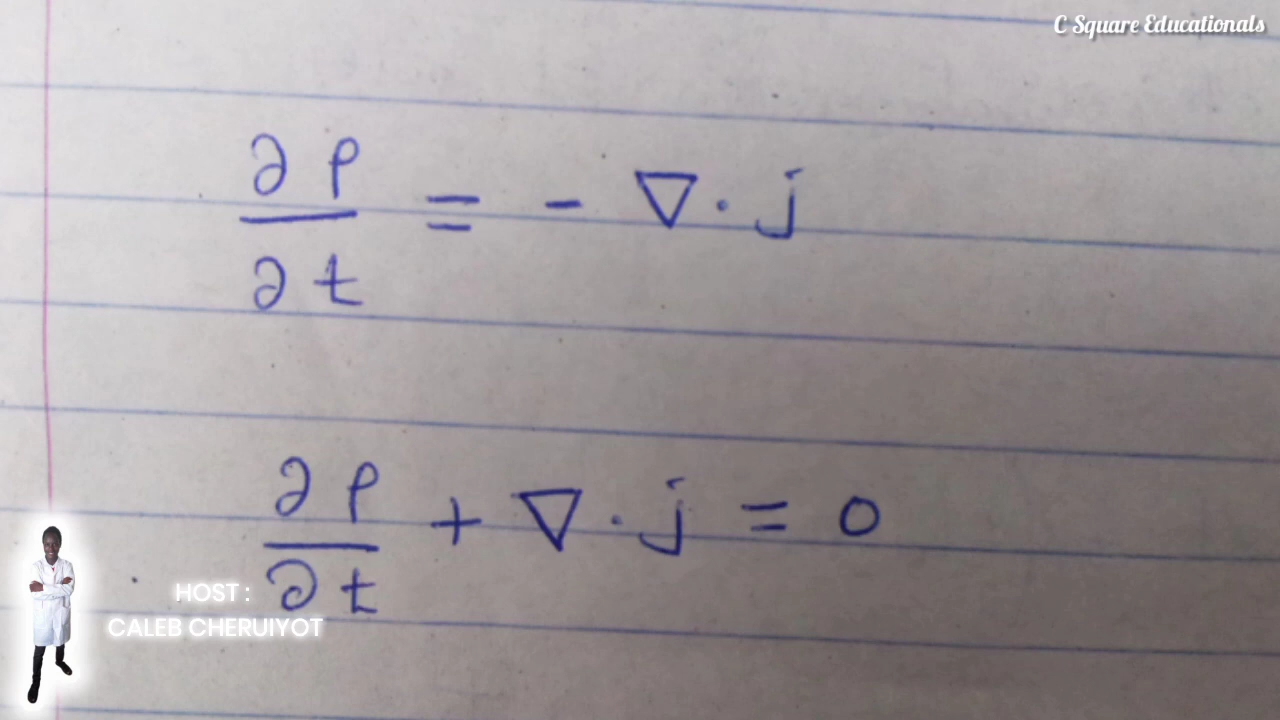 C Square Educationals
∂ρ/∂t = - ∇ · j
∂ρ/∂t + ∇ · j = 0
HOST :
CALEB CHERUIYOT